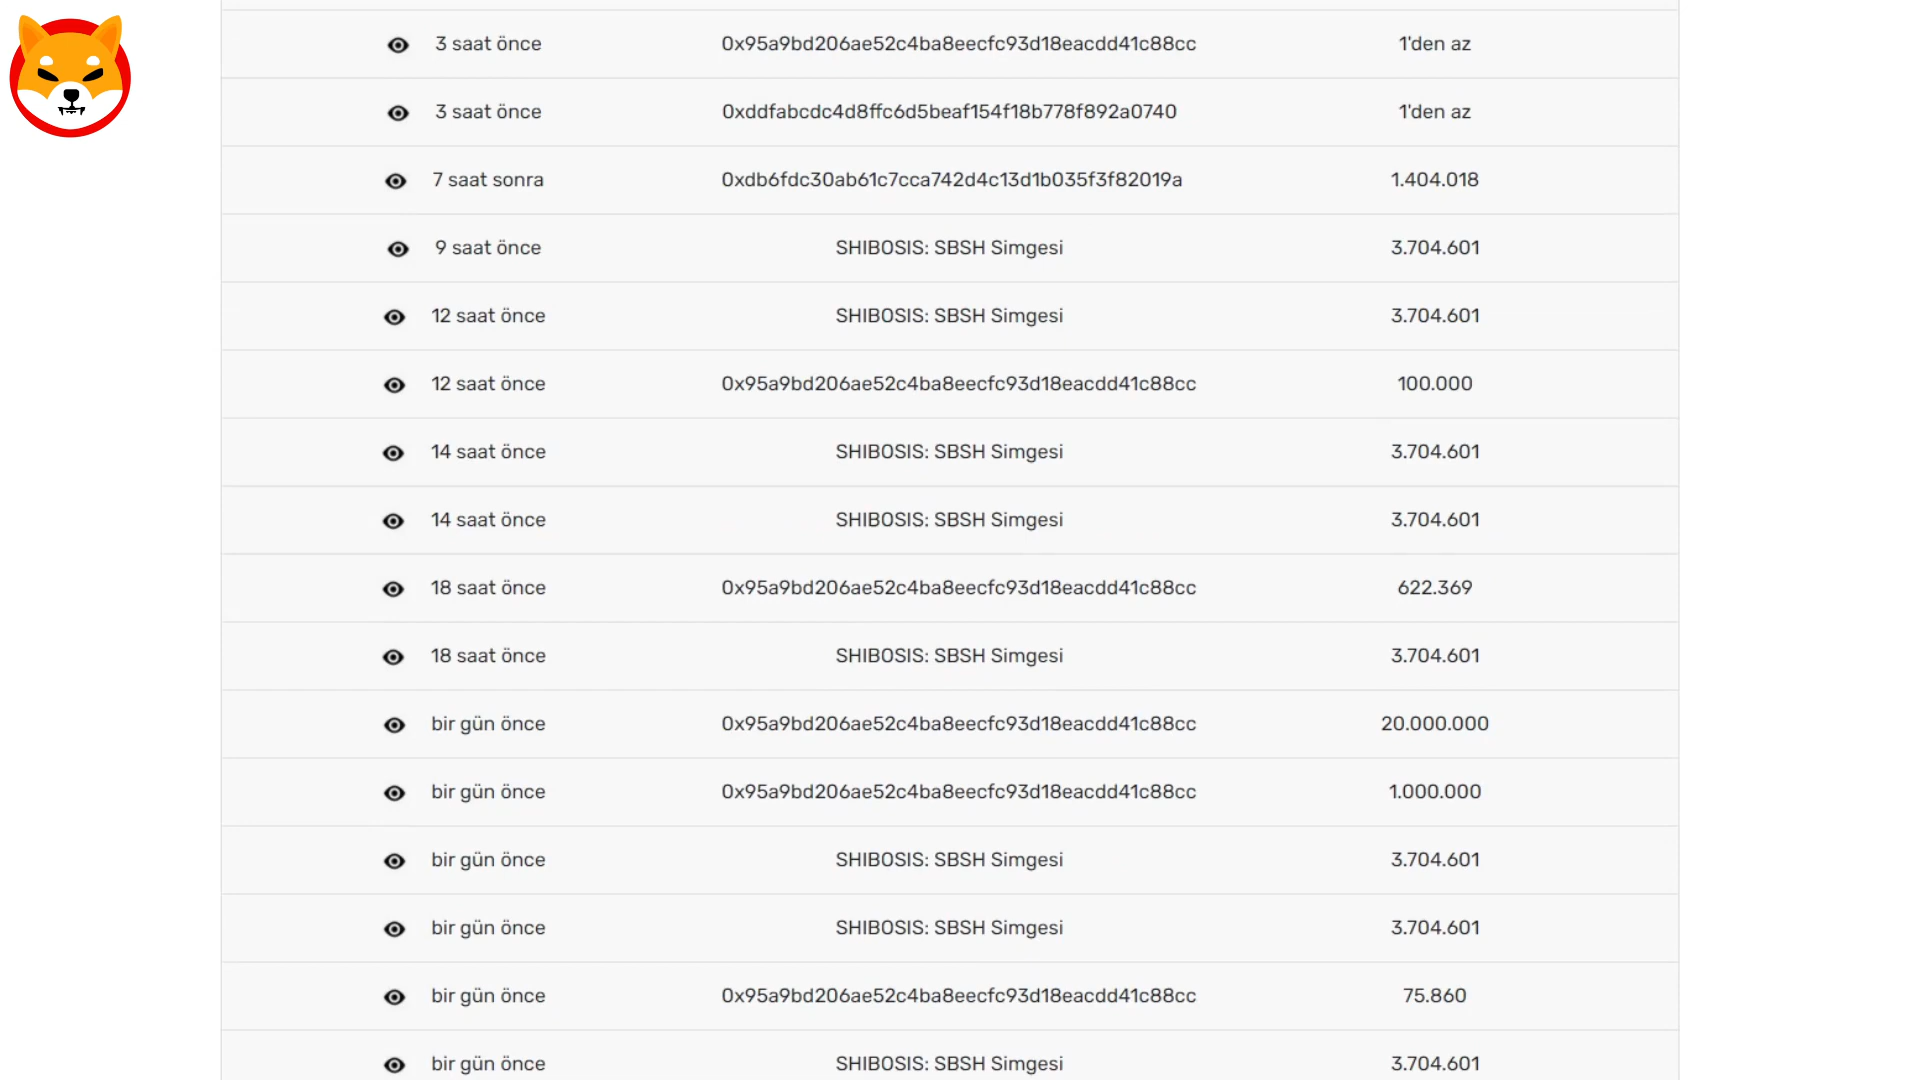 3 saat önce 0x95a9bd206ae52c4ba8eecfc93d18eacdd41c88cc 1'den az
3 saat önce 0xddfabcdc4d8ffc6d5beaf154f18b778f892a0740 1'den az
7 saat sonra 0xdb6fdc30ab61c7cca742d4c13d1b035f3f82019a 1.404.018
9 saat önce SHIBOSIS: SBSH Simgesi 3.704.601
12 saat önce SHIBOSIS: SBSH Simgesi 3.704.601
12 saat önce 0x95a9bd206ae52c4ba8eecfc93d18eacdd41c88cc 100.000
14 saat önce SHIBOSIS: SBSH Simgesi 3.704.601
14 saat önce SHIBOSIS: SBSH Simgesi 3.704.601
18 saat önce 0x95a9bd206ae52c4ba8eecfc93d18eacdd41c88cc 622.369
18 saat önce SHIBOSIS: SBSH Simgesi 3.704.601
bir gün önce 0x95a9bd206ae52c4ba8eecfc93d18eacdd41c88cc 20.000.000
bir gün önce 0x95a9bd206ae52c4ba8eecfc93d18eacdd41c88cc 1.000.000
bir gün önce SHIBOSIS: SBSH Simgesi 3.704.601
bir gün önce SHIBOSIS: SBSH Simgesi 3.704.601
bir gün önce 0x95a9bd206ae52c4ba8eecfc93d18eacdd41c88cc 75.860
bir gün önce SHIBOSIS: SBSH Simgesi 3.704.601